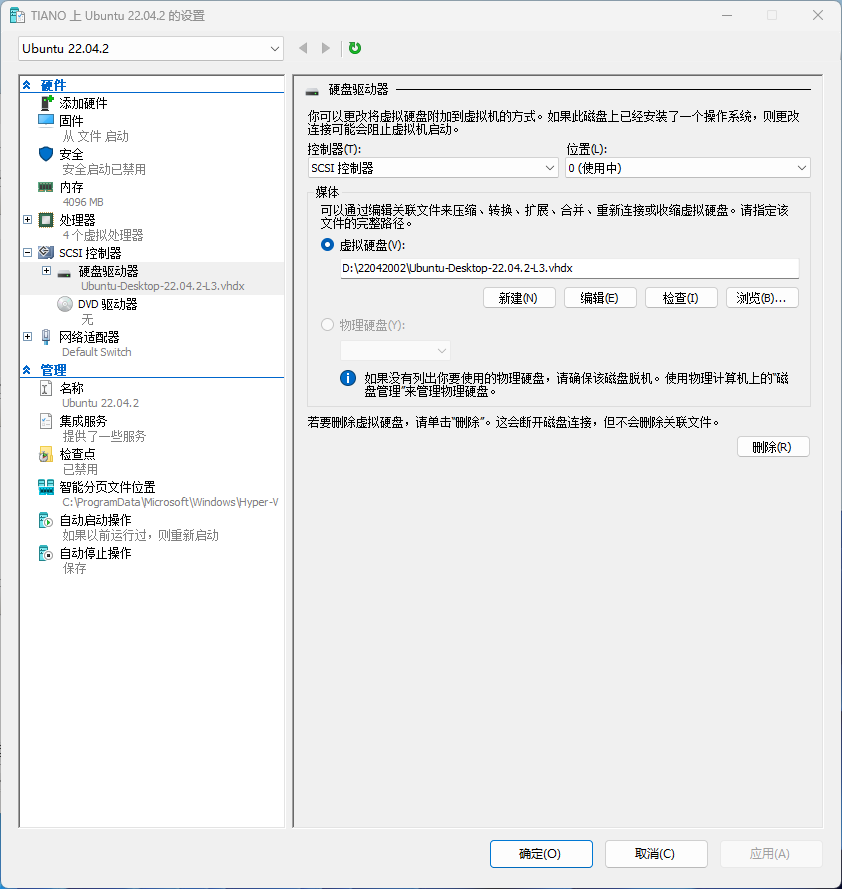 TIANO 上 Ubuntu 22.04.2 的设置
Ubuntu 22.04.2
硬件
添加硬件
固件
从 文件 启动
安全
安全启动已禁用
内存
4096 MB
处理器
4 个虚拟处理器
SCSI 控制器
硬盘驱动器
Ubuntu-Desktop-22.04.2-L3.vhdx
DVD 驱动器
无
网络适配器
Default Switch
管理
名称
Ubuntu 22.04.2
集成服务
提供了一些服务
检查点
已禁用
智能分页文件位置
C:\ProgramData\Microsoft\Windows\Hyper-V
自动启动操作
如果以前运行过，则重新启动
自动停止操作
保存
硬盘驱动器
你可以更改将虚拟硬盘附加到虚拟机的方式。如果此磁盘上已经安装了一个操作系统，则更改
连接可能会阻止虚拟机启动。
控制器(T): 位置(L):
SCSI 控制器 0 (使用中)
媒体
可以通过编辑关联文件来压缩、转换、扩展、合并、重新连接或收缩虚拟硬盘。请指定该
文件的完整路径。
虚拟硬盘(V):
D:\22042002\Ubuntu-Desktop-22.04.2-L3.vhdx
新建(N) 编辑(E) 检查(I) 浏览(B)...
物理硬盘(Y):
如果没有列出你要使用的物理硬盘，请确保该磁盘脱机。使用物理计算机上的"磁
盘管理"来管理物理硬盘。
若要删除虚拟硬盘，请单击"删除"。这会断开磁盘连接，但不会删除关联文件。
删除(R)
确定(O) 取消(C) 应用(A)